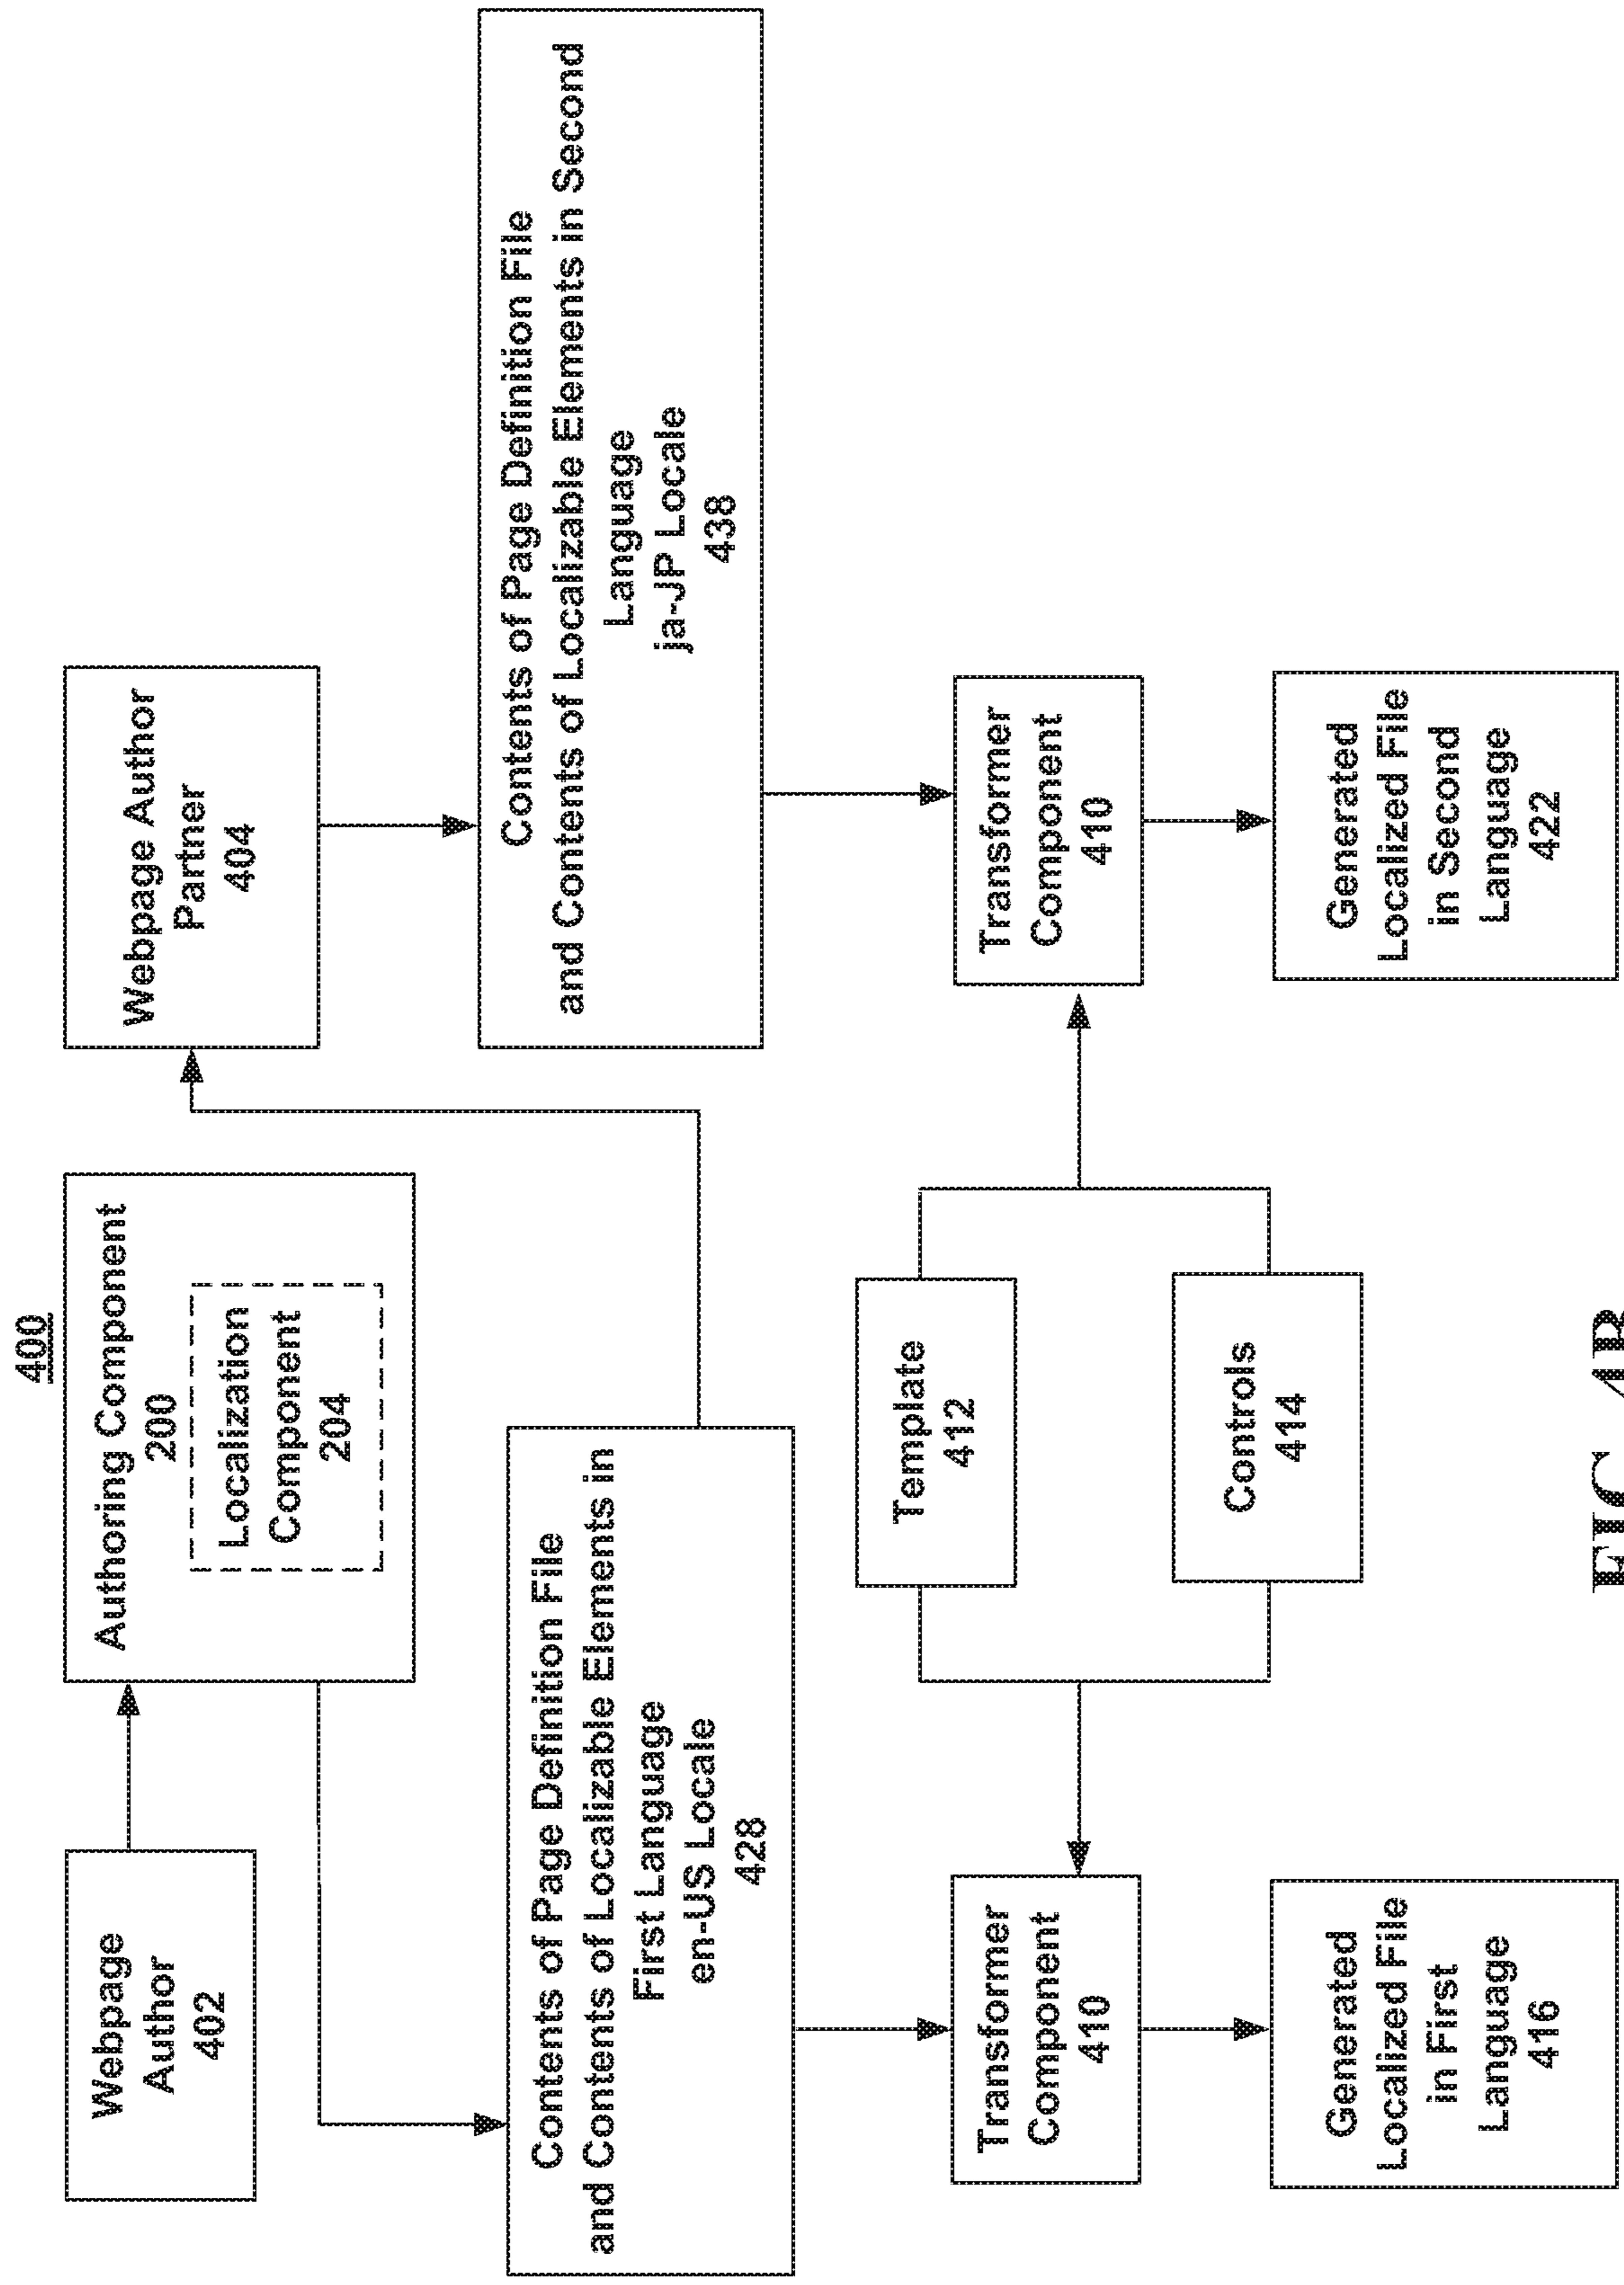 400
Webpage
Author
402
Authoring Component
200
Localization
Component
204
Webpage Author
Partner
404
Contents of Page Definition File
and Contents of Localizable Elements in
First Language
en-US Locale
428
Contents of Page Definition File
and Contents of Localizable Elements in Second
Language
ja-JP Locale
438
Transformer
Component
410
Template
412
Controls
414
Transformer
Component
410
Generated
Localized File
in First
Language
416
Generated
Localized File
in Second
Language
422
FIG. 4B